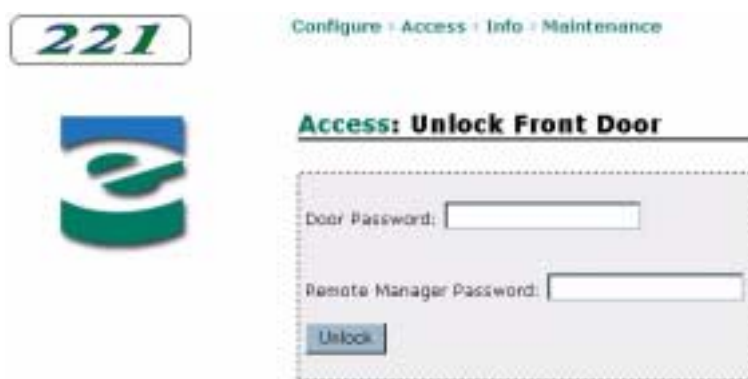 221
Configure : Access : Info : Maintenance
Access: Unlock Front Door
Door Password:
Remote Manager Password:
Unlock